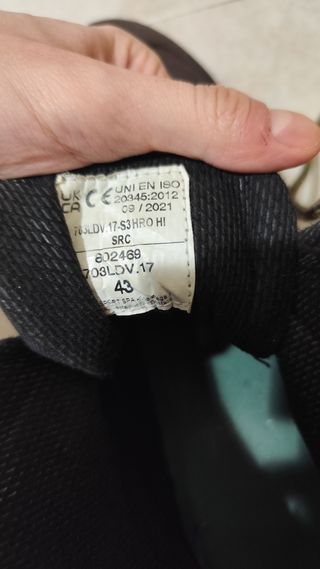 UK CA CE UNI EN ISO
20345:2012
09 / 2021
703LDV.17-S3 HRO HI
SRC
802469
703LDV.17
43